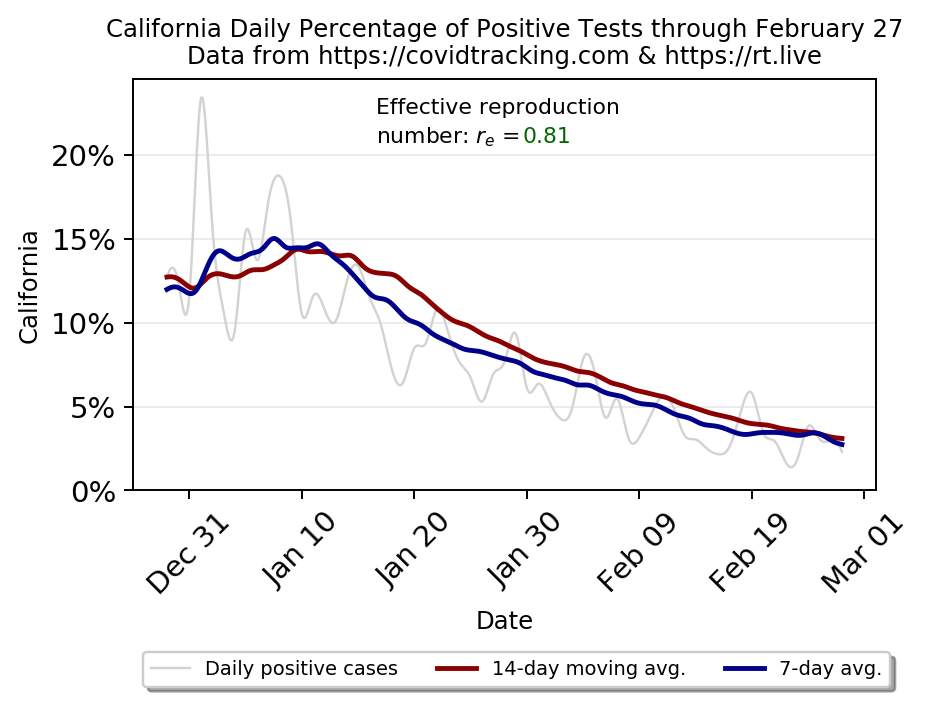 California Daily Percentage of Positive Tests through February 27
Data from https://covidtracking.com & https://rt.live
Effective reproduction
number: rₑ =0.81
20%
15%
10%
5%
0%
California
Dec 31
Jan 10
Jan 20
Jan 30
Feb 09
Feb 19
Mar 01
Date
Daily positive cases
14-day moving avg.
7-day avg.